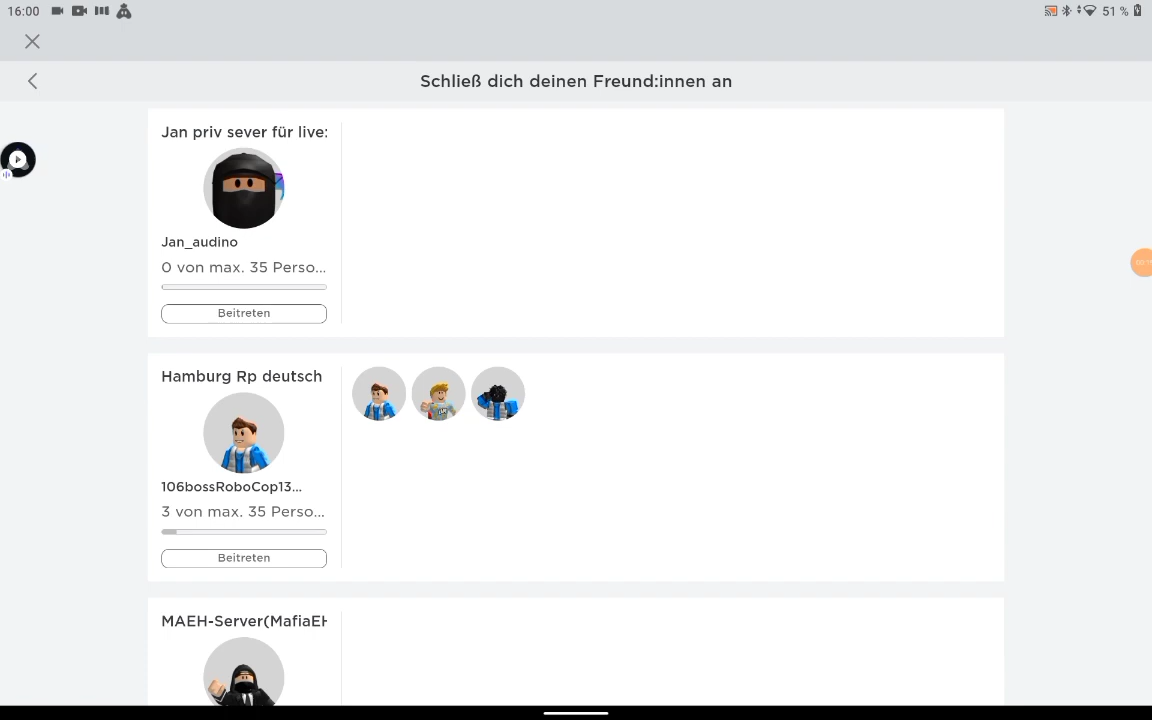 16:00
51 %
Schließ dich deinen Freund:innen an
Jan priv sever für live:
Jan_audino
0 von max. 35 Perso...
Beitreten
Hamburg Rp deutsch
106bossRoboCop13...
3 von max. 35 Perso...
Beitreten
MAEH-Server(MafiaEH